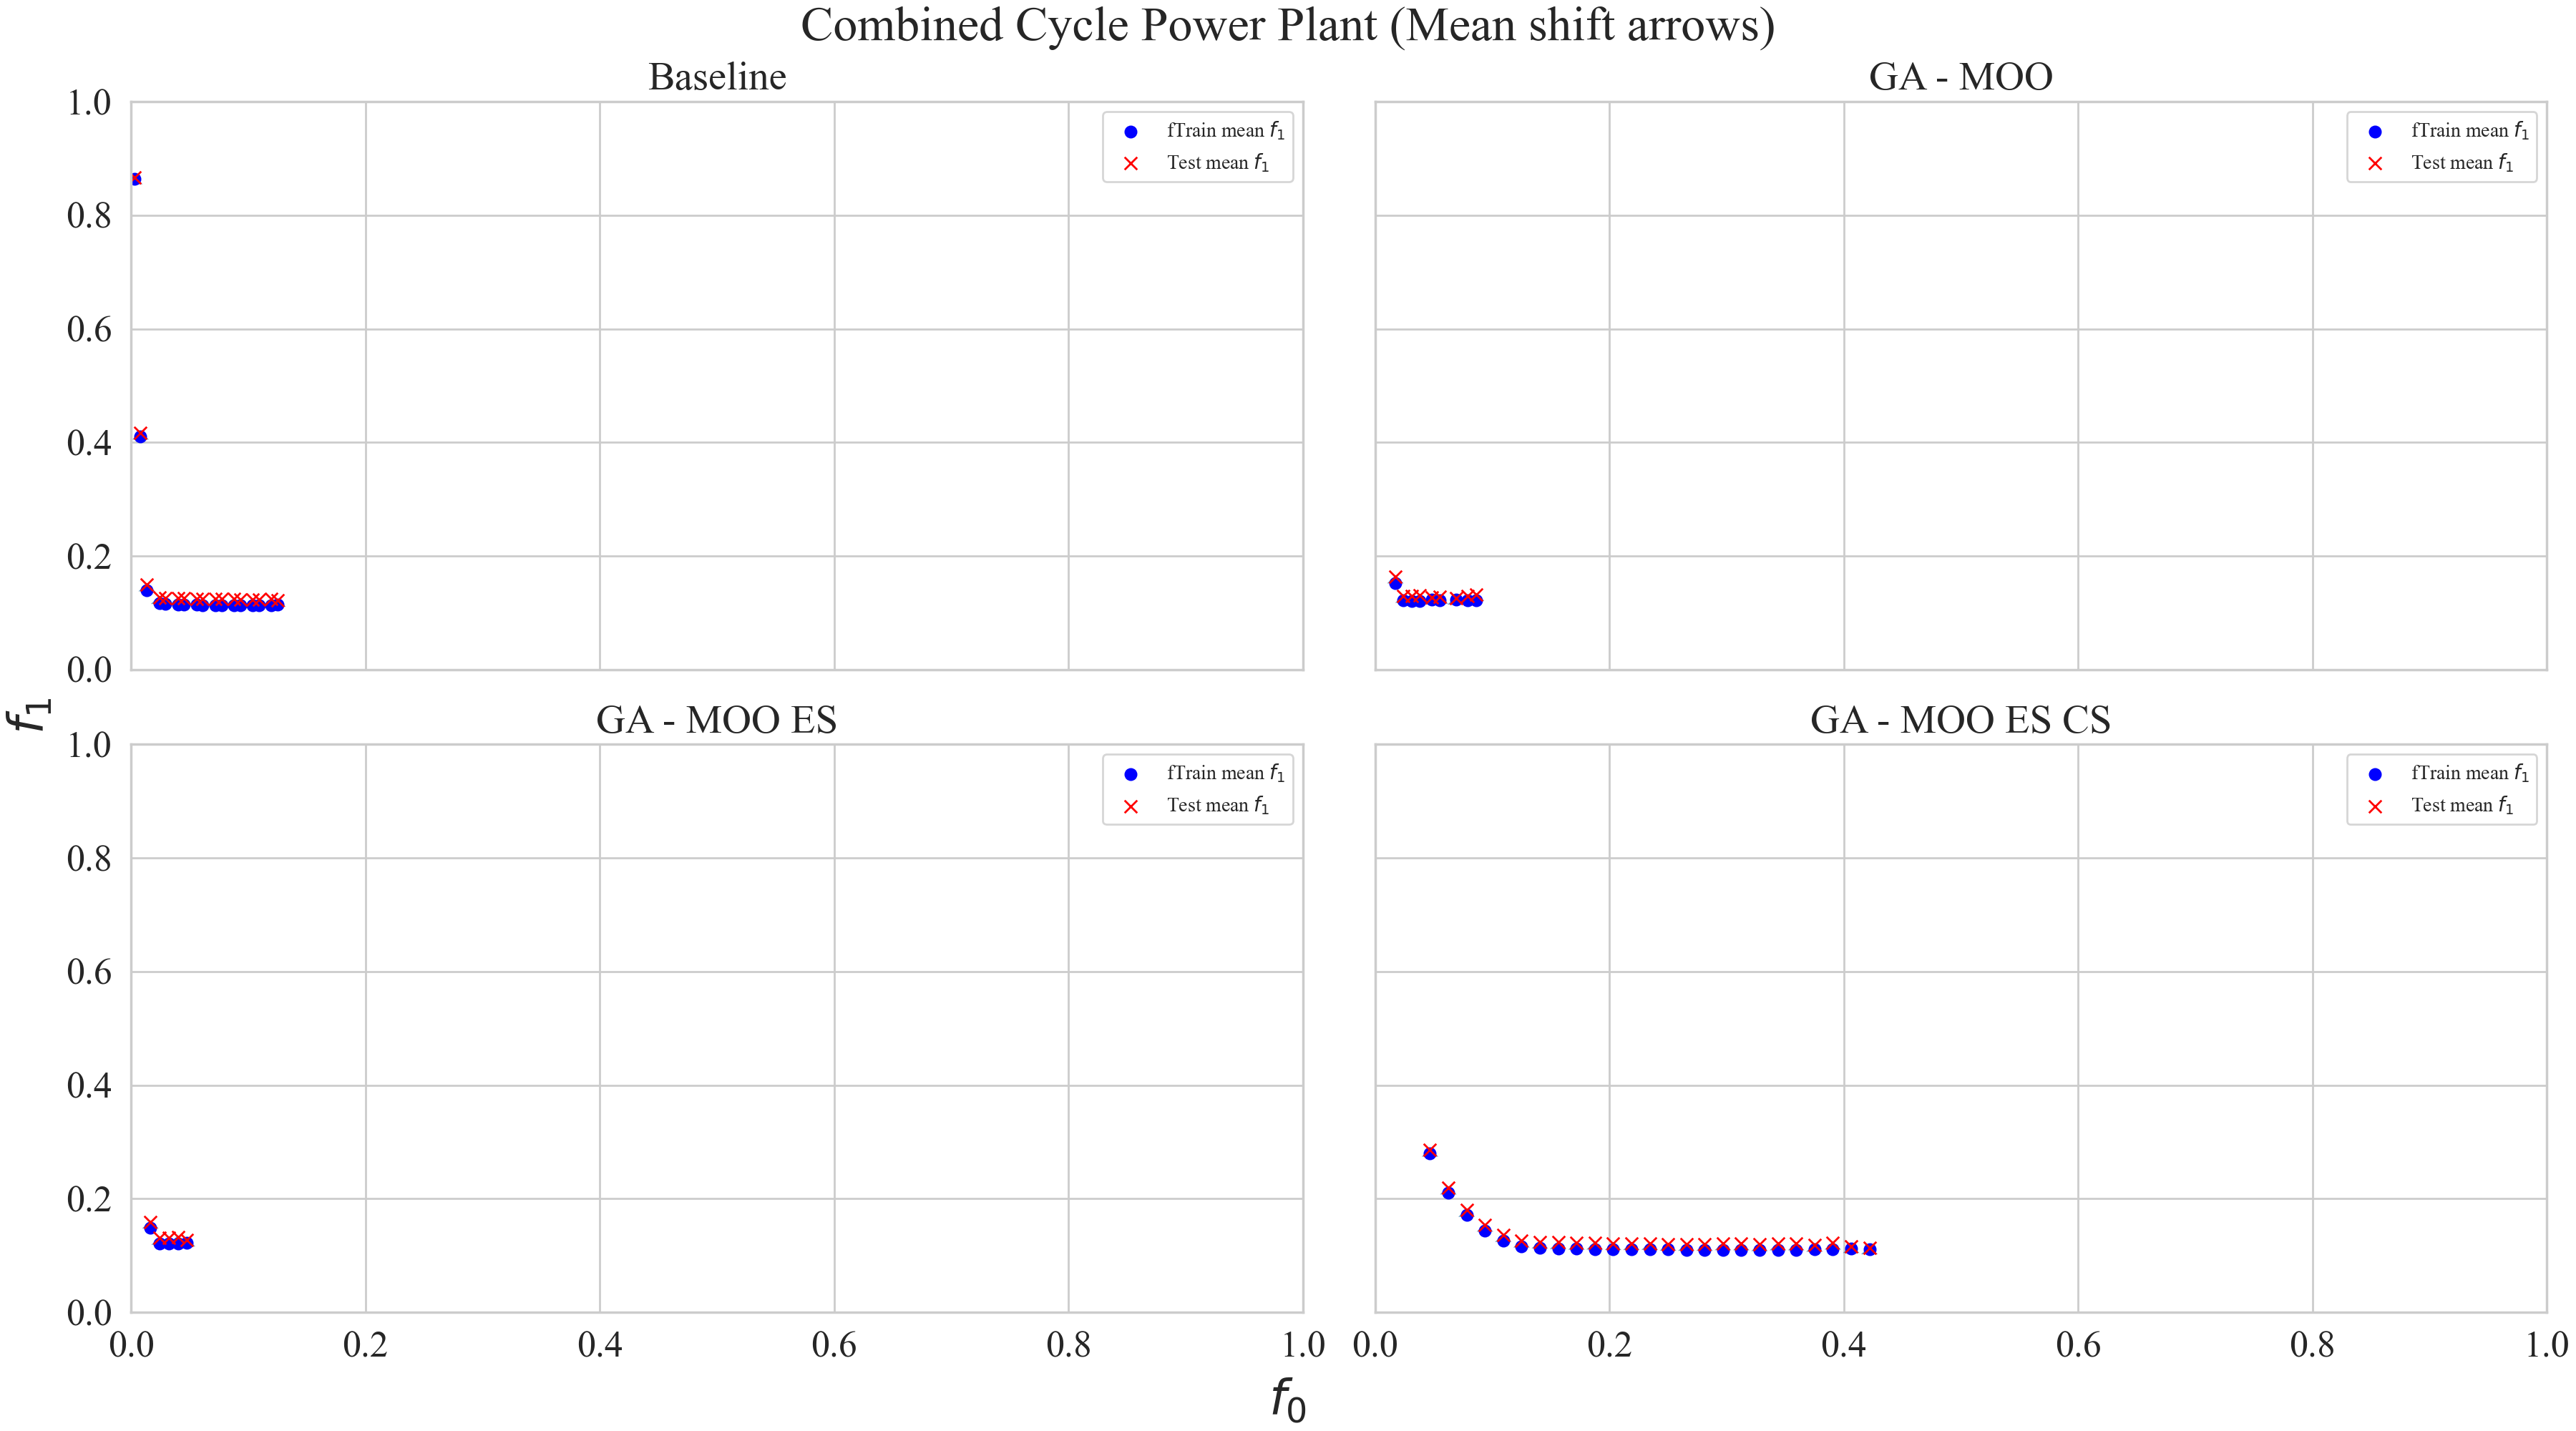 Combined Cycle Power Plant (Mean shift arrows)
Baseline
1.0
0.8
0.6
0.4
0.2
0.0
fTrain mean f₁
Test mean f₁
GA - MOO
fTrain mean f₁
Test mean f₁
f₁
GA - MOO ES
1.0
0.8
0.6
0.4
0.2
0.0
0.0 0.2 0.4 0.6 0.8 1.0
fTrain mean f₁
Test mean f₁
GA - MOO ES CS
fTrain mean f₁
Test mean f₁
0.0 0.2 0.4 0.6 0.8 1.0
f₀